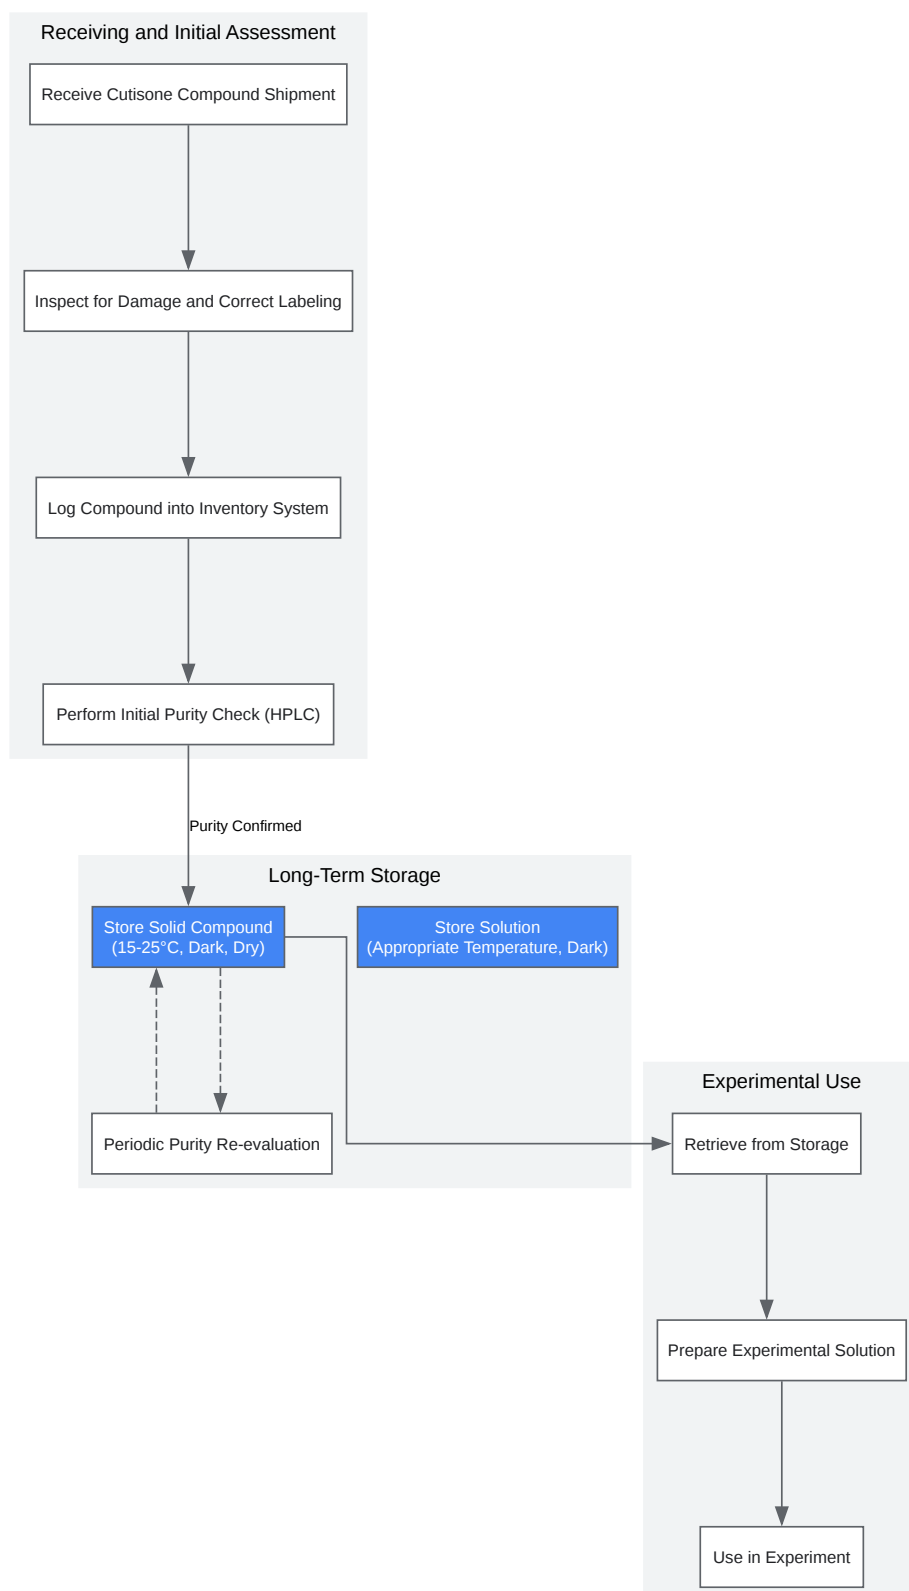 Receiving and Initial Assessment
Receive Cutisone Compound Shipment
Inspect for Damage and Correct Labeling
Log Compound into Inventory System
Perform Initial Purity Check (HPLC)
Purity Confirmed
Long-Term Storage
Store Solid Compound
(15-25°C, Dark, Dry)
Store Solution
(Appropriate Temperature, Dark)
Periodic Purity Re-evaluation
Experimental Use
Retrieve from Storage
Prepare Experimental Solution
Use in Experiment